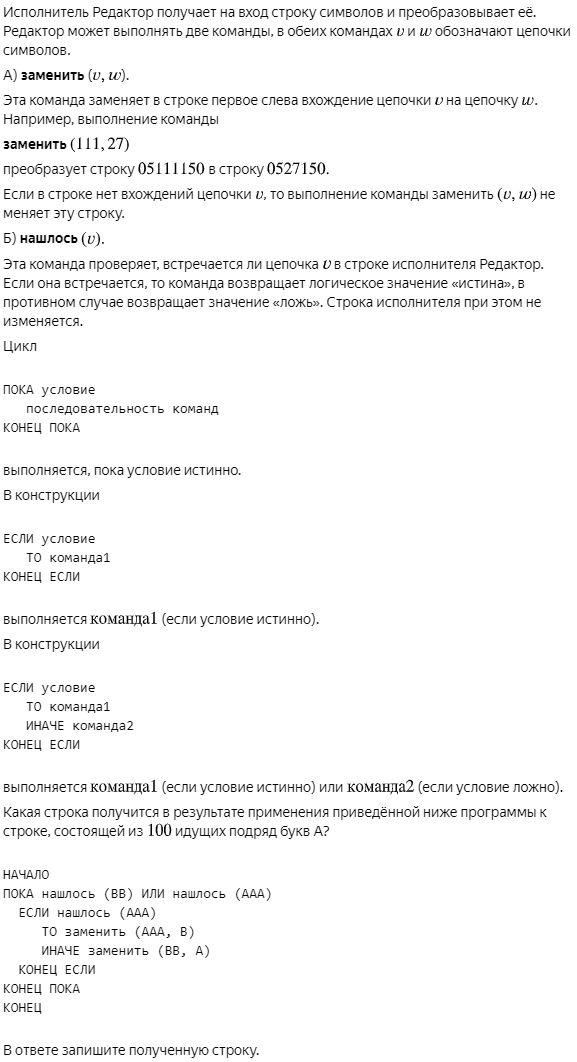 Исполнитель Редактор получает на вход строку символов и преобразовывает её.
Редактор может выполнять две команды, в обеих командах v и w обозначают цепочки
символов.
А) заменить (v, w).
Эта команда заменяет в строке первое слева вхождение цепочки v на цепочку w.
Например, выполнение команды
заменить (111, 27)
преобразует строку 05111150 в строку 0527150.
Если в строке нет вхождений цепочки v, то выполнение команды заменить (v, w) не
меняет эту строку.
Б) нашлось (v).
Эта команда проверяет, встречается ли цепочка v в строке исполнителя Редактор.
Если она встречается, то команда возвращает логическое значение «истина», в
противном случае возвращает значение «ложь». Строка исполнителя при этом не
изменяется.
Цикл
ПОКА условие
последовательность команд
КОНЕЦ ПОКА
выполняется, пока условие истинно.
В конструкции
ЕСЛИ условие
ТО команда1
КОНЕЦ ЕСЛИ
выполняется команда1 (если условие истинно).
В конструкции
ЕСЛИ условие
ТО команда1
ИНАЧЕ команда2
КОНЕЦ ЕСЛИ
выполняется команда1 (если условие истинно) или команда2 (если условие ложно).
Какая строка получится в результате применения приведённой ниже программы к
строке, состоящей из 100 идущих подряд букв А?
НАЧАЛО
ПОКА нашлось (BB) ИЛИ нашлось (AAA)
ЕСЛИ нашлось (AAA)
ТО заменить (AAA, B)
ИНАЧЕ заменить (BB, A)
КОНЕЦ ЕСЛИ
КОНЕЦ ПОКА
КОНЕЦ
В ответе запишите полученную строку.